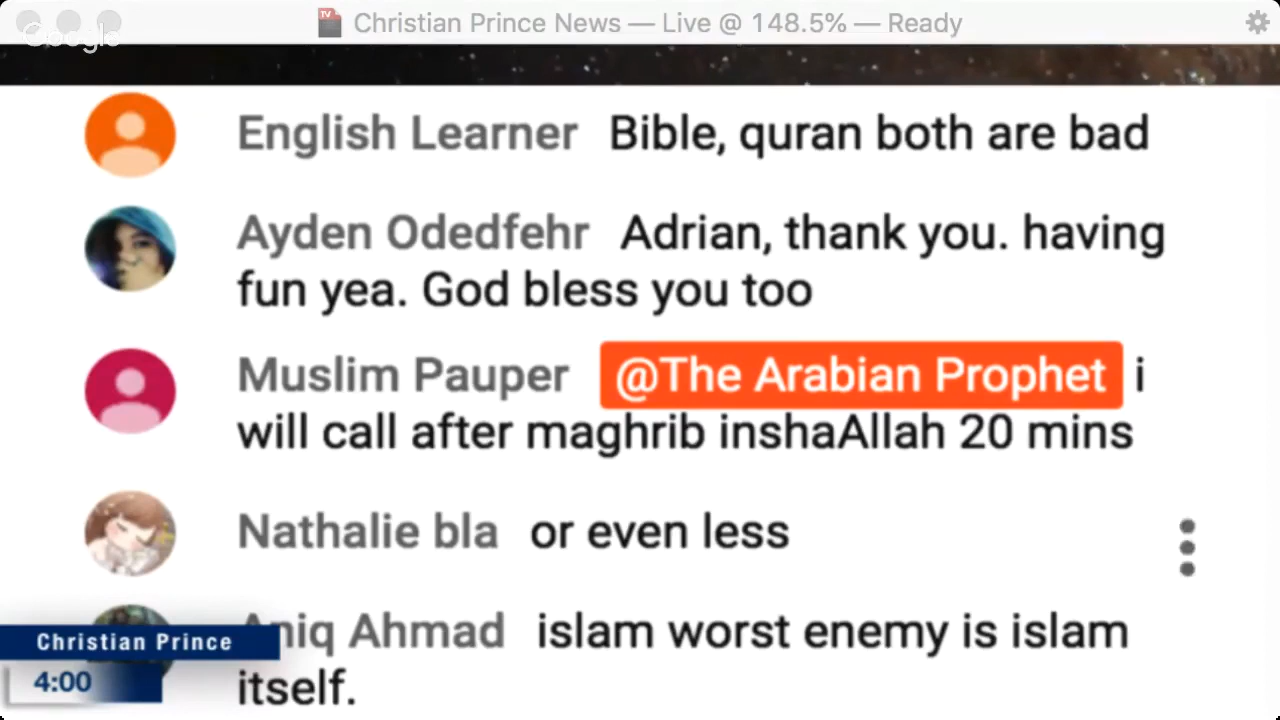 Christian Prince News — Live @ 148.5% — Ready
Google
English Learner Bible, quran both are bad
Ayden Odedfehr Adrian, thank you. having
fun yea. God bless you too
Muslim Pauper @The Arabian Prophet i
will call after maghrib inshaAllah 20 mins
Nathalie bla or even less
Aniq Ahmad islam worst enemy is islam
itself.
Christian Prince
4:00